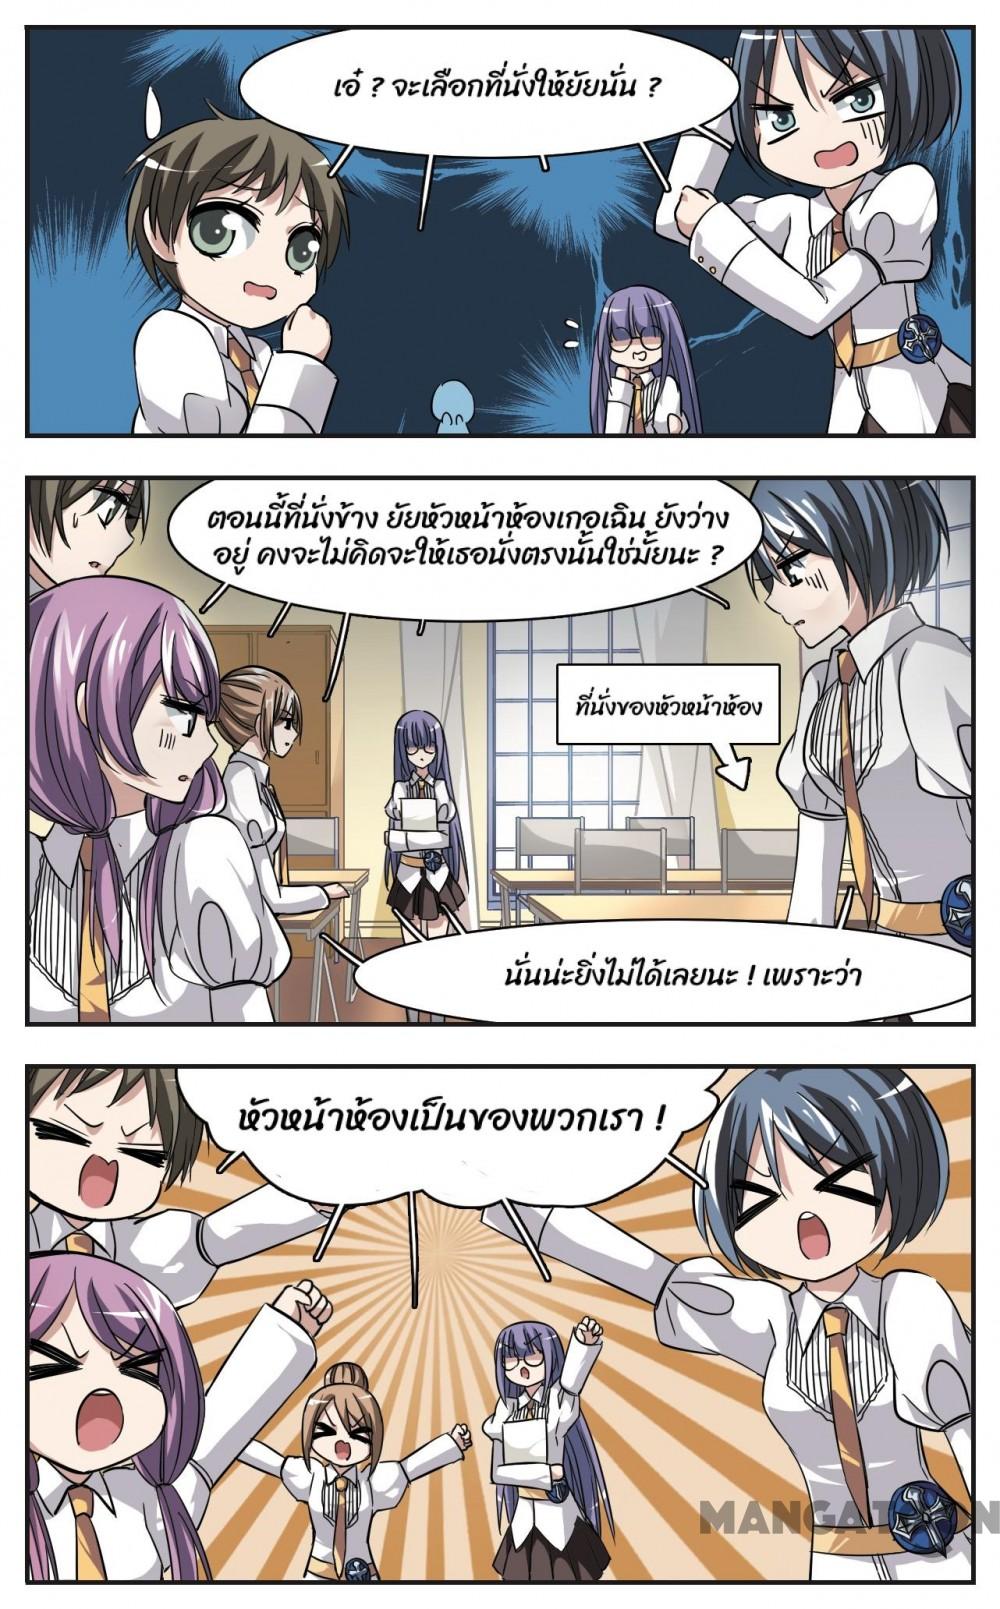 เอ๋ ? จะเลือกที่นั่งให้ยัยนั่น ?
ตอนนี้ที่นั่งข้าง ยัยหัวหน้าห้องเกอเฉิน ยังว่าง
อยู่ คงจะไม่คิดจะให้เธอนั่งตรงนั้นใช่มั้ยนะ ?
ที่นั่งของหัวหน้าห้อง
นั่นน่ะยิ่งไม่ได้เลยนะ ! เพราะว่า
หัวหน้าห้องเป็นของพวกเรา !
MANGATOON